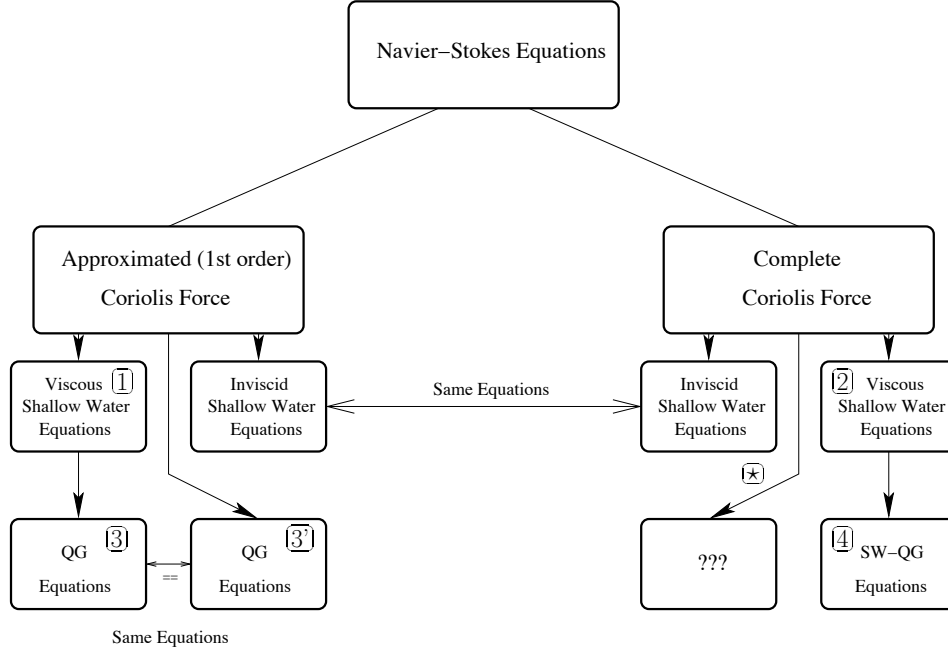 Navier–Stokes Equations
Approximated (1st order)
Coriolis Force
Complete
Coriolis Force
Viscous 1
Shallow Water
Equations
Inviscid
Shallow Water
Equations
Same Equations
Inviscid
Shallow Water
Equations
2 Viscous
Shallow Water
Equations
★
QG 3
Equations
==
QG 3'
Equations
???
4 SW–QG
Equations
Same Equations